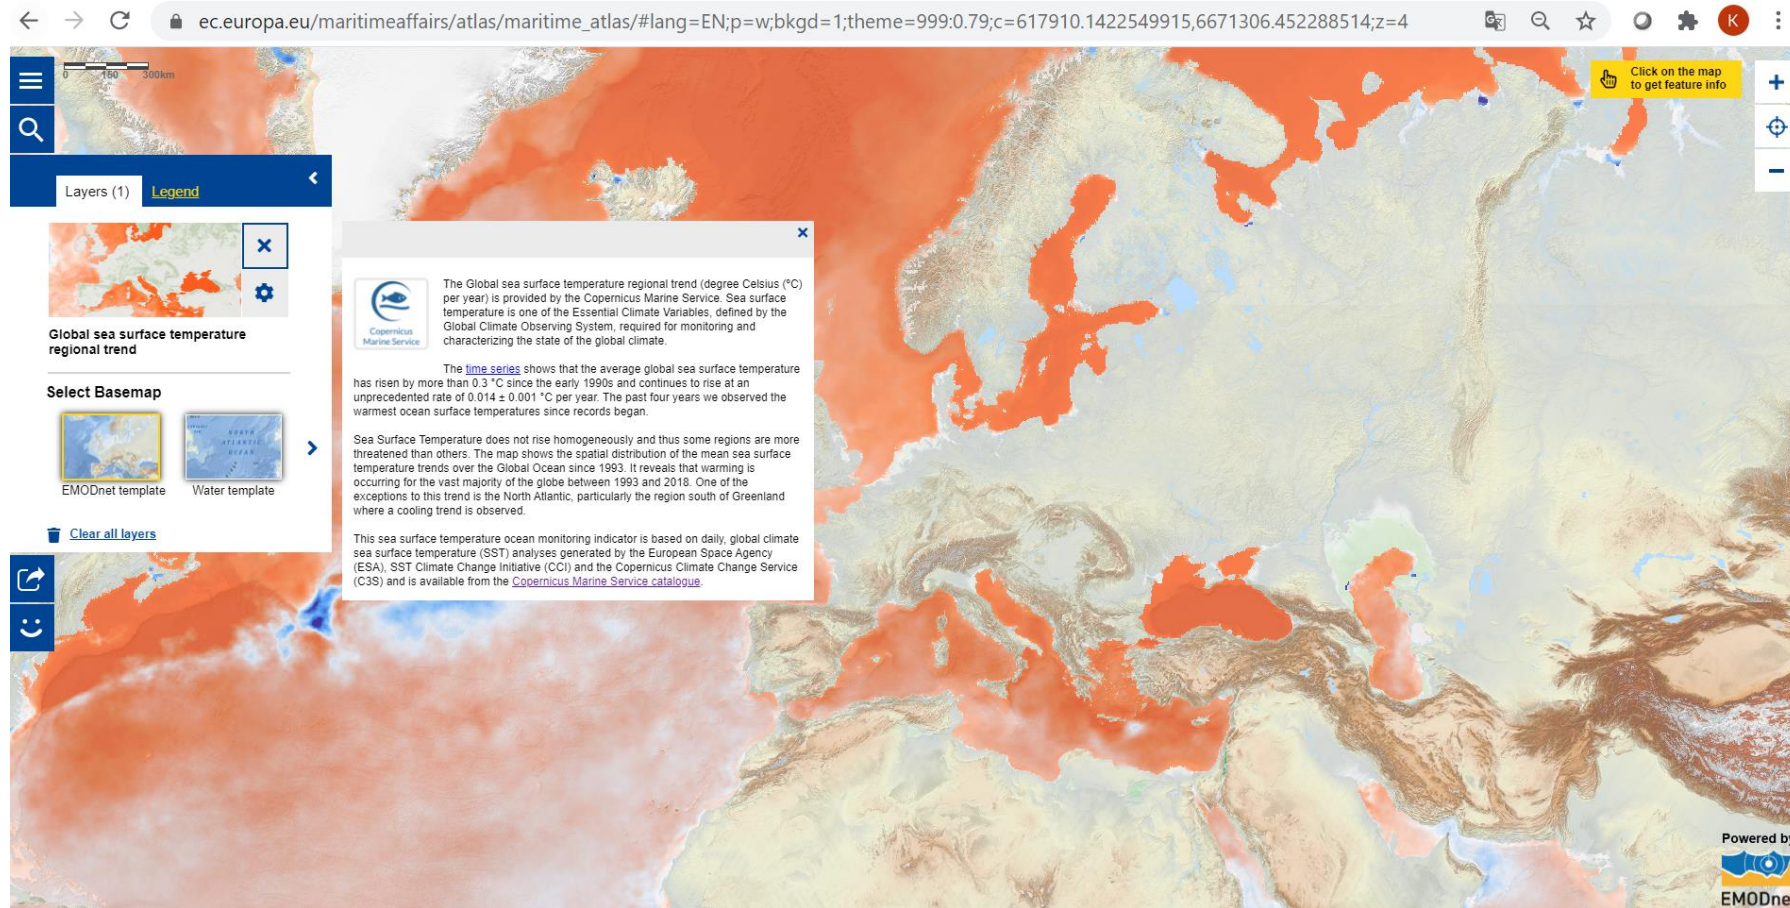 ec.europa.eu/maritimeaffairs/atlas/maritime_atlas/#lang=EN;p=w;bkgd=1;theme=999:0.79;c=617910.1422549915,6671306.452288514;z=4
K
0 150 300km
Click on the map
to get feature info
Layers (1) Legend
Global sea surface temperature
regional trend
Select Basemap
NORTH
ATLANTIC
OCEAN
EMODnet template Water template
Clear all layers
Copernicus
Marine Service
The Global sea surface temperature regional trend (degree Celsius (°C)
per year) is provided by the Copernicus Marine Service. Sea surface
temperature is one of the Essential Climate Variables, defined by the
Global Climate Observing System, required for monitoring and
characterizing the state of the global climate.
The time series shows that the average global sea surface temperature
has risen by more than 0.3 °C since the early 1990s and continues to rise at an
unprecedented rate of 0.014 ± 0.001 °C per year. The past four years we observed the
warmest ocean surface temperatures since records began.
Sea Surface Temperature does not rise homogeneously and thus some regions are more
threatened than others. The map shows the spatial distribution of the mean sea surface
temperature trends over the Global Ocean since 1993. It reveals that warming is
occurring for the vast majority of the globe between 1993 and 2018. One of the
exceptions to this trend is the North Atlantic, particularly the region south of Greenland
where a cooling trend is observed.
This sea surface temperature ocean monitoring indicator is based on daily, global climate
sea surface temperature (SST) analyses generated by the European Space Agency
(ESA), SST Climate Change Initiative (CCI) and the Copernicus Climate Change Service
(C3S) and is available from the Copernicus Marine Service catalogue.
Powered by
EMODne